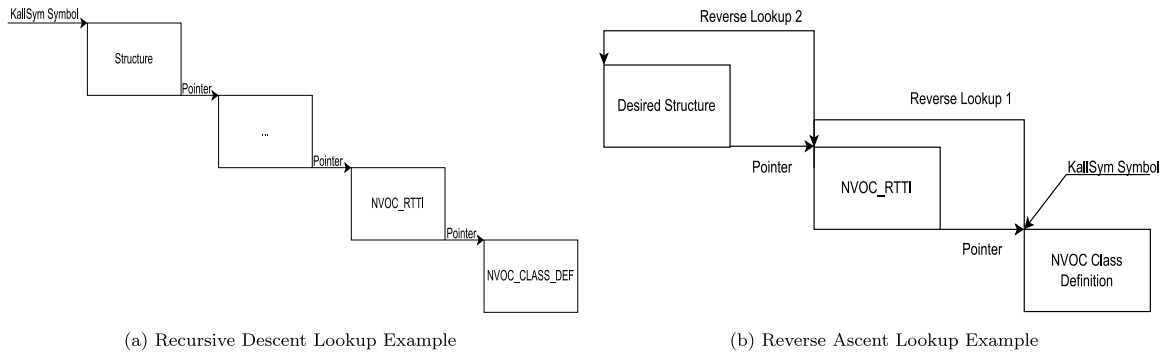 KallSym Symbol
Structure
Pointer
...
Pointer
NVOC_RTTI
Pointer
NVOC_CLASS_DEF
(a) Recursive Descent Lookup Example
Reverse Lookup 2
Desired Structure
Reverse Lookup 1
Pointer
KallSym Symbol
NVOC_RTTI
Pointer
NVOC Class
Definition
(b) Reverse Ascent Lookup Example